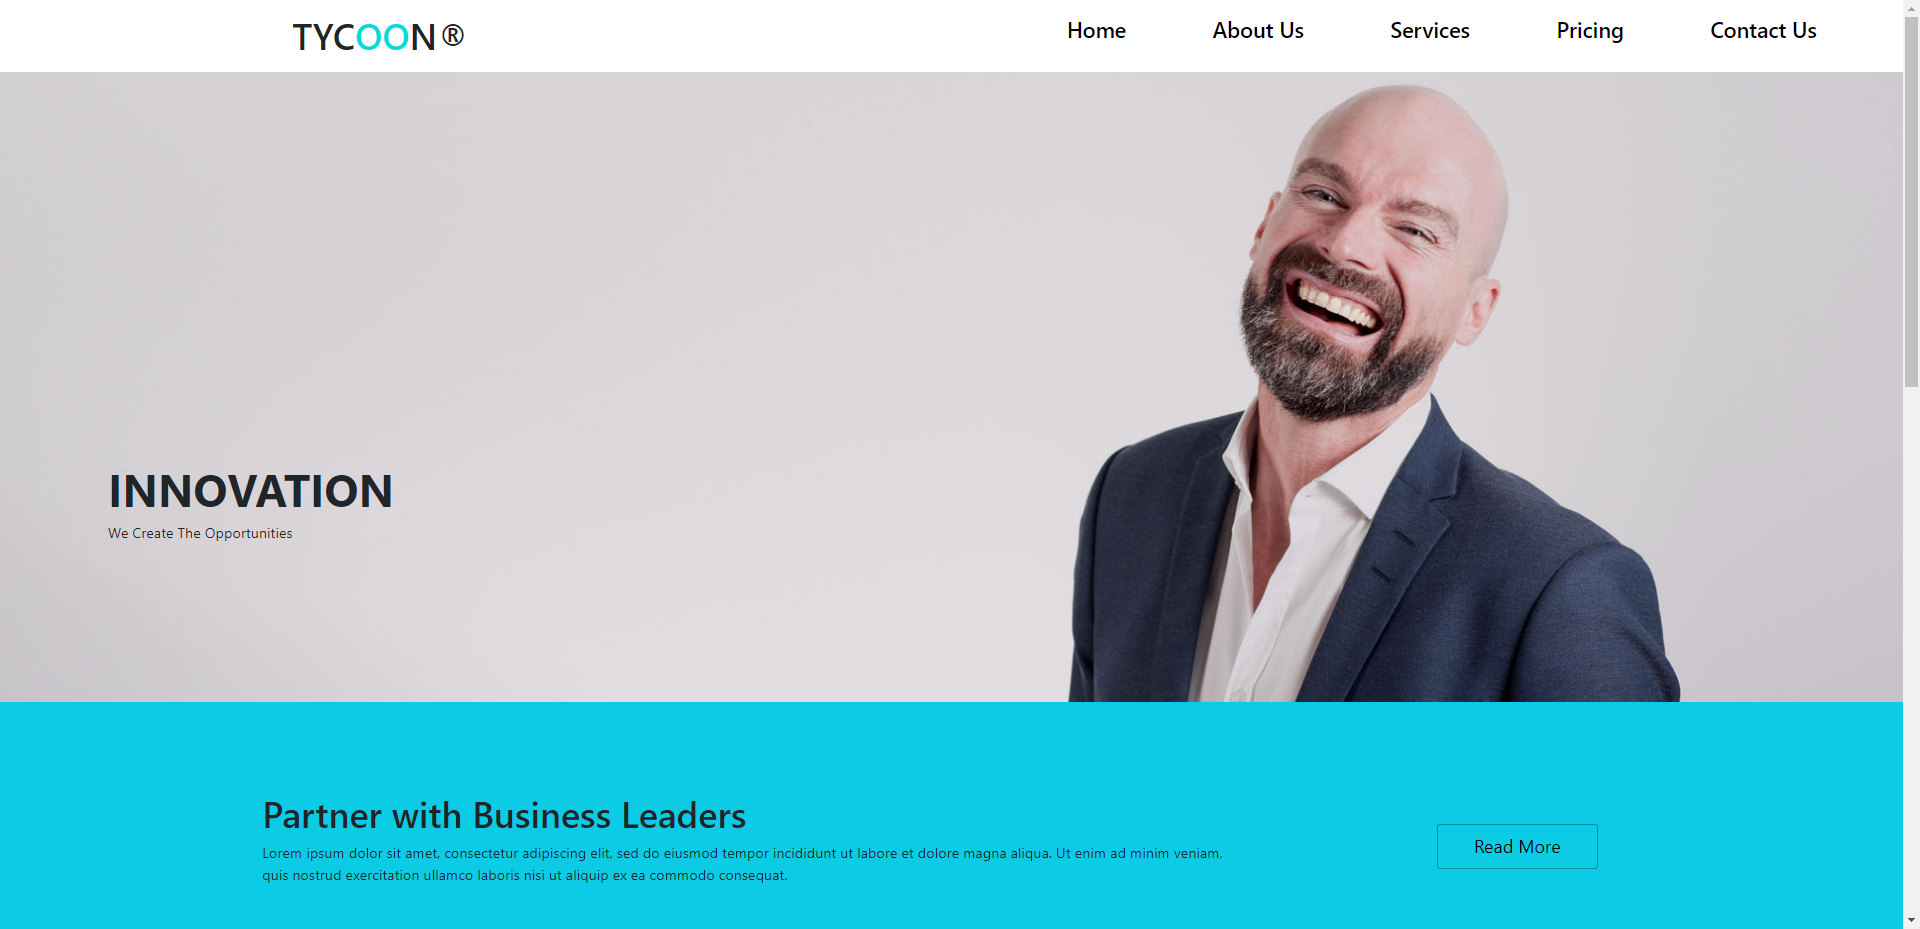 TYCOON ®
Home About Us Services Pricing Contact Us
INNOVATION
We Create The Opportunities
Partner with Business Leaders
Lorem ipsum dolor sit amet, consectetur adipiscing elit, sed do eiusmod tempor incididunt ut labore et dolore magna aliqua. Ut enim ad minim veniam,
quis nostrud exercitation ullamco laboris nisi ut aliquip ex ea commodo consequat.
Read More